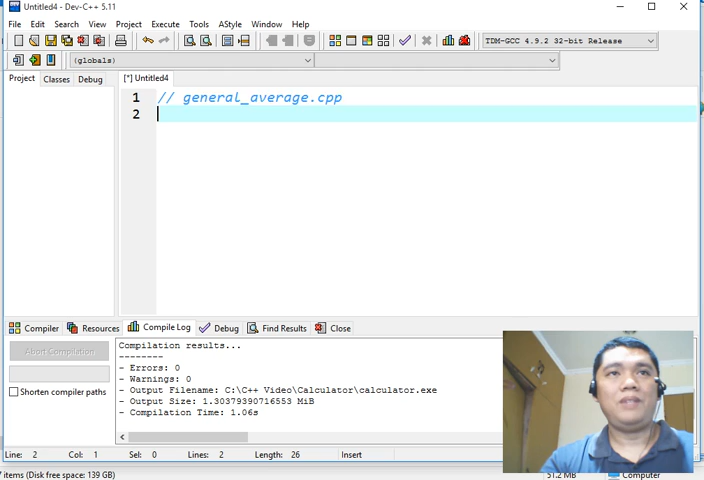 Untitled4 - Dev-C++ 5.11
File Edit Search View Project Execute Tools AStyle Window Help
TDM-GCC 4.9.2 32-bit Release
(globals)
Project Classes Debug
[*] Untitled4
1 // general_average.cpp
2
Compiler Resources Compile Log Debug Find Results Close
Abort Compilation
Shorten compiler paths
Compilation results...
--------
- Errors: 0
- Warnings: 0
- Output Filename: C:\C++ Video\Calculator\calculator.exe
- Output Size: 1.30379390716553 MiB
- Compilation Time: 1.06s
Line: 2 Col: 1 Sel: 0 Lines: 2 Length: 26 Insert
items (Disk free space: 139 GB) 51.2 MB Computer